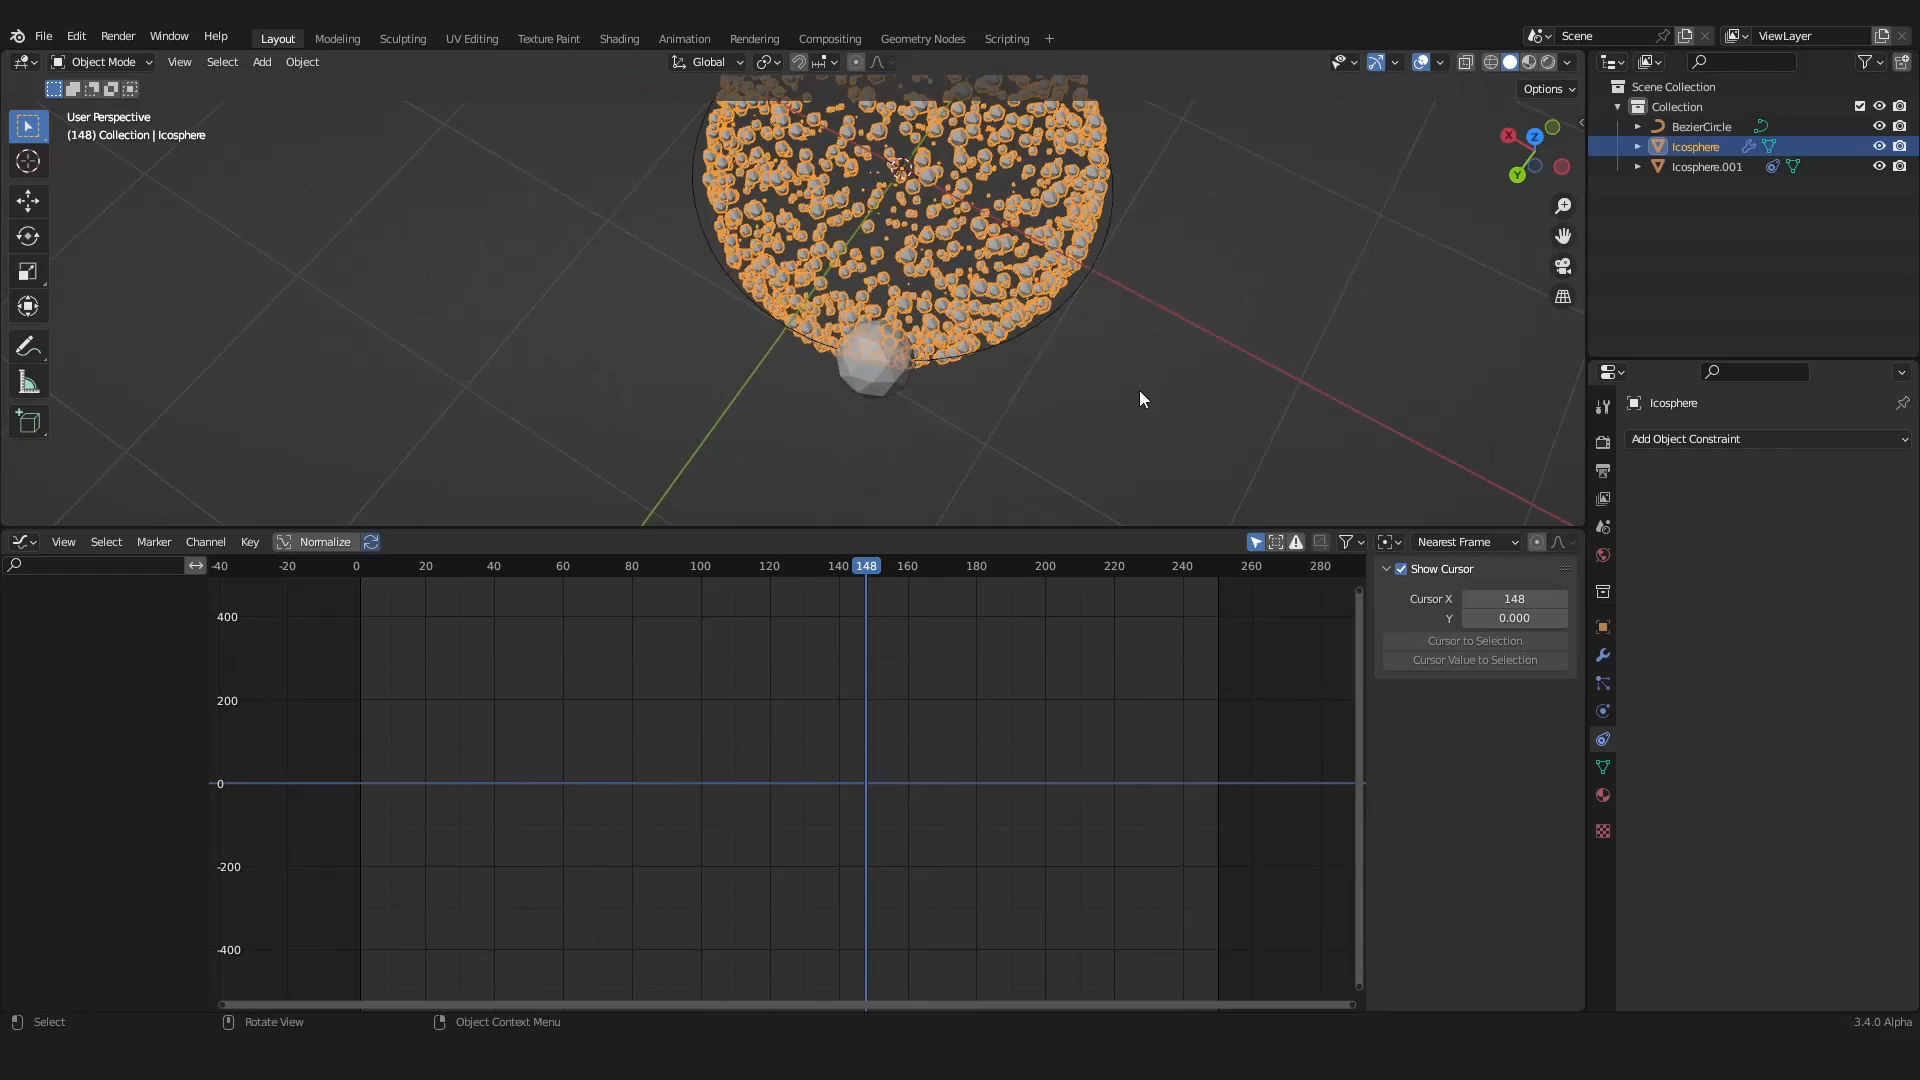 File Edit Render Window Help Layout Modeling Sculpting UV Editing Texture Paint Shading Animation Rendering Compositing Geometry Nodes Scripting + Scene ViewLayer
Object Mode View Select Add Object Global
Options
User Perspective
(148) Collection | Icosphere
X Z Y
Scene Collection
Collection
BezierCircle
Icosphere
Icosphere.001
Icosphere
Add Object Constraint
View Select Marker Channel Key Normalize Nearest Frame
-40 -20 0 20 40 60 80 100 120 140 148 160 180 200 220 240 260 280
400
200
0
-200
-400
Show Cursor
Cursor X 148
Y 0.000
Cursor to Selection
Cursor Value to Selection
Select Rotate View Object Context Menu 3.4.0 Alpha